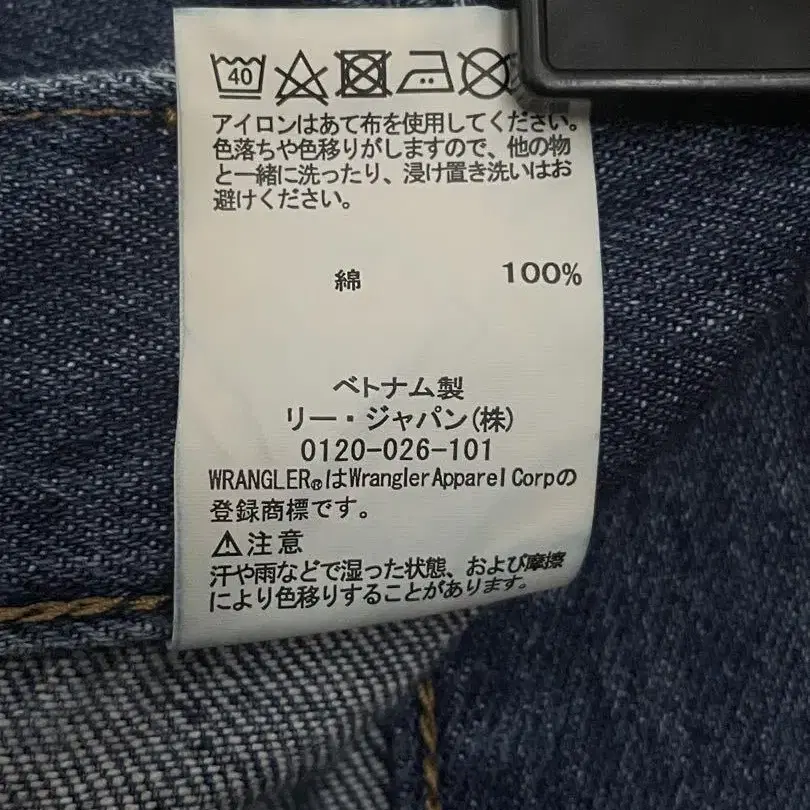 40
アイロンはあて布を使用してください。
色落ちや色移りがしますので、他の物
と一緒に洗ったり、浸け置き洗いはお
避けください。
綿 100%
ベトナム製
リー・ジャパン(株)
0120-026-101
WRANGLER®はWrangler Apparel Corpの
登録商標です。
⚠注意
汗や雨などで湿った状態、および摩擦
により色移りすることがあります。